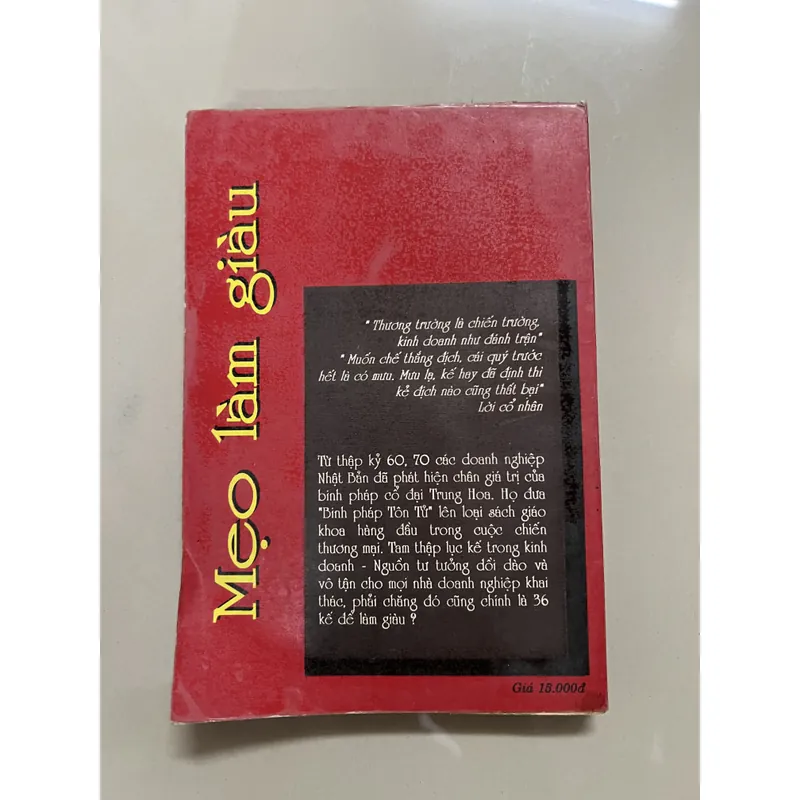 Mẹo làm giàu
" Thương trường là chiến trường,
kinh doanh như đánh trận"
" Muốn chế thắng địch, cái quý trước
hết là có mưu. Mưu lạ, kế hay đã định thì
kẻ địch nào cũng thất bại"
Lời cổ nhân
Từ thập kỷ 60, 70 các doanh nghiệp
Nhật Bản đã phát hiện chân giá trị của
binh pháp cổ đại Trung Hoa. Họ đưa
"Binh pháp Tôn Tử" lên loại sách giáo
khoa hàng đầu trong cuộc chiến
thương mại. Tam thập lục kế trong kinh
doanh - Nguồn tư tưởng dồi dào và
vô tận cho mọi nhà doanh nghiệp khai
thác, phải chăng đó cũng chính là 36
kế để làm giàu ?
Giá 15.000đ